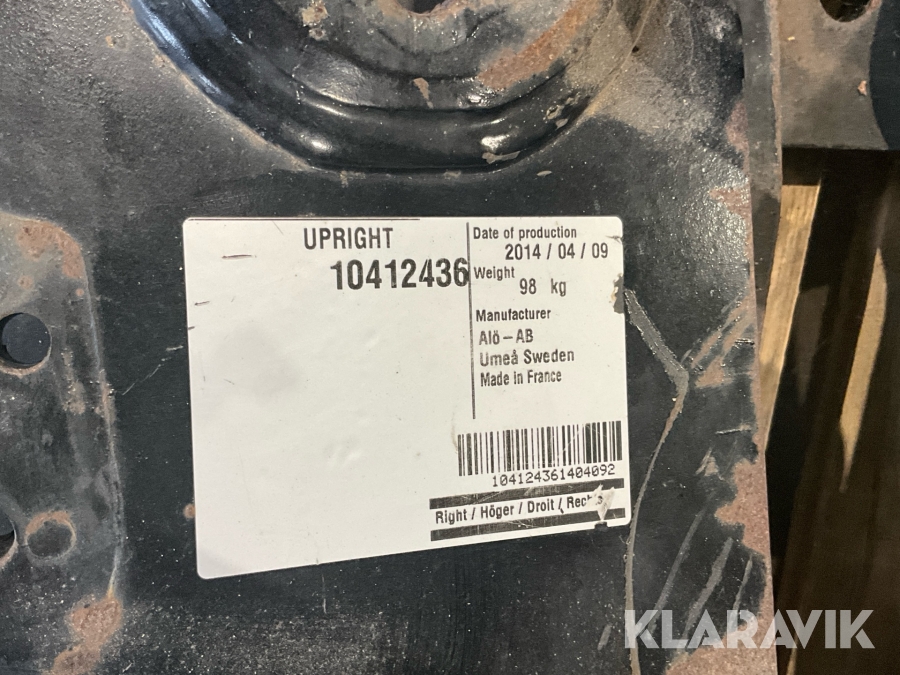 UPRIGHT
10412436
Date of production
2014 / 04 / 09
Weight
98 kg
Manufacturer
Alö-AB
Umeå Sweden
Made in France
104124361404092
Right / Höger / Droit / Rechts
KLARAVIK